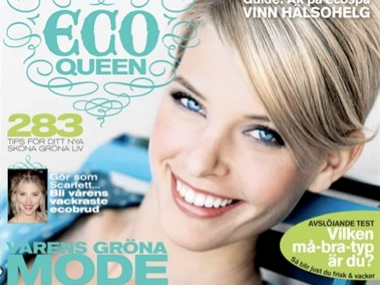 Guide: Åk på ecospa
VINN HÄLSOHELG
ECO
QUEEN
283
TIPS FÖR DITT NYA
SKÖNA GRÖNA LIV
Gör som
Scarlett...
Bli vårens
vackraste
ecobrud
VÅRENS GRÖNA
MODE
AVSLÖJANDE TEST
Vilken
må-bra-typ
är du?
Så blir just du frisk & vacker